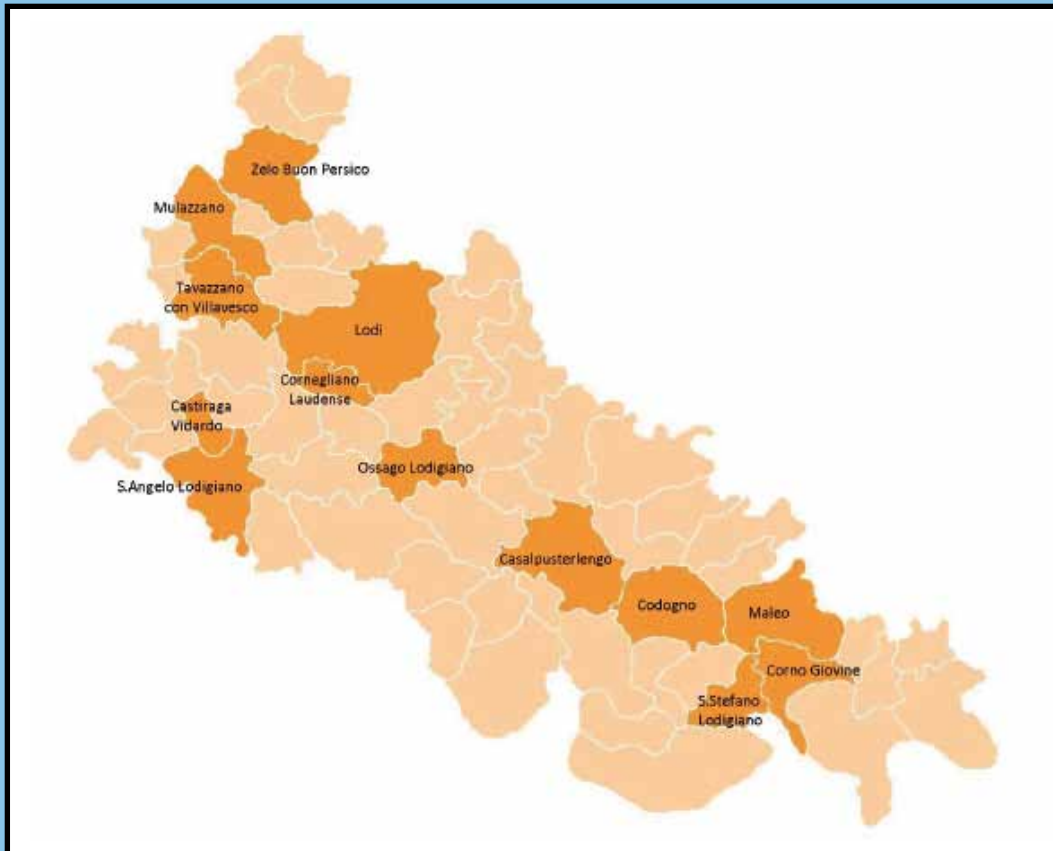 Zelo Buon Persico
Mulazzano
Tavazzano
con Villavesco
Lodi
Cornegliano
Laudense
Castiraga
Vidardo
Ossago Lodigiano
S.Angelo Lodigiano
Casalpusterlengo
Codogno
Maleo
Corno Giovine
S.Stefano
Lodigiano